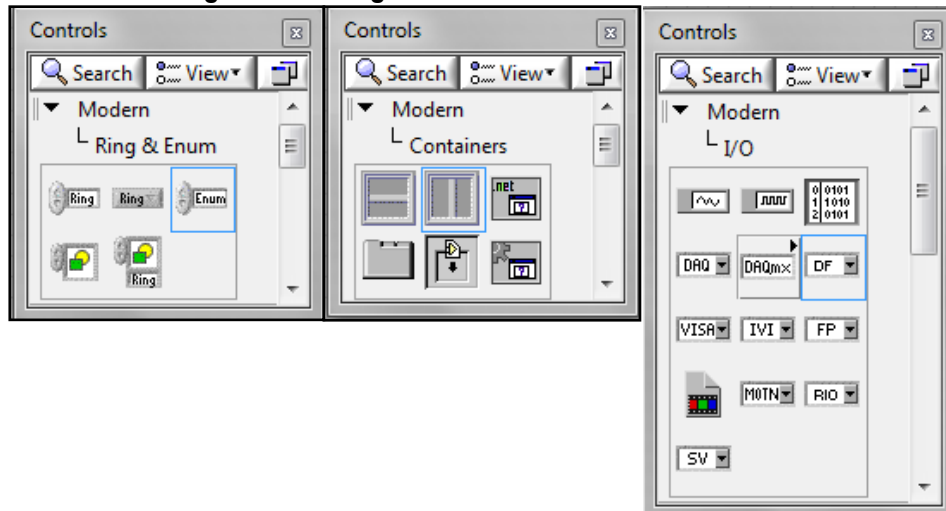 Controls
Search View
Modern
Ring & Enum
Ring Ring Enum
Ring
Controls
Search View
Modern
Containers
.net
Controls
Search View
Modern
I/O
0 0101
1 1010
2 0101
DAQ DAQmx DF
VISA IVI FP
MOTN RIO
SV